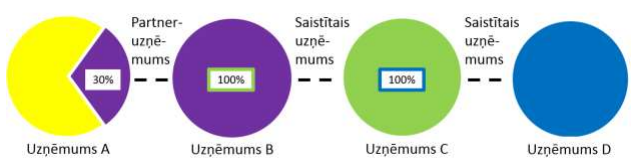 Partner-
uzņē-
mums
Saistītais
uzņē-
mums
Saistītais
uzņē-
mums
30%
100%
100%
Uzņēmums A
Uzņēmums B
Uzņēmums C
Uzņēmums D